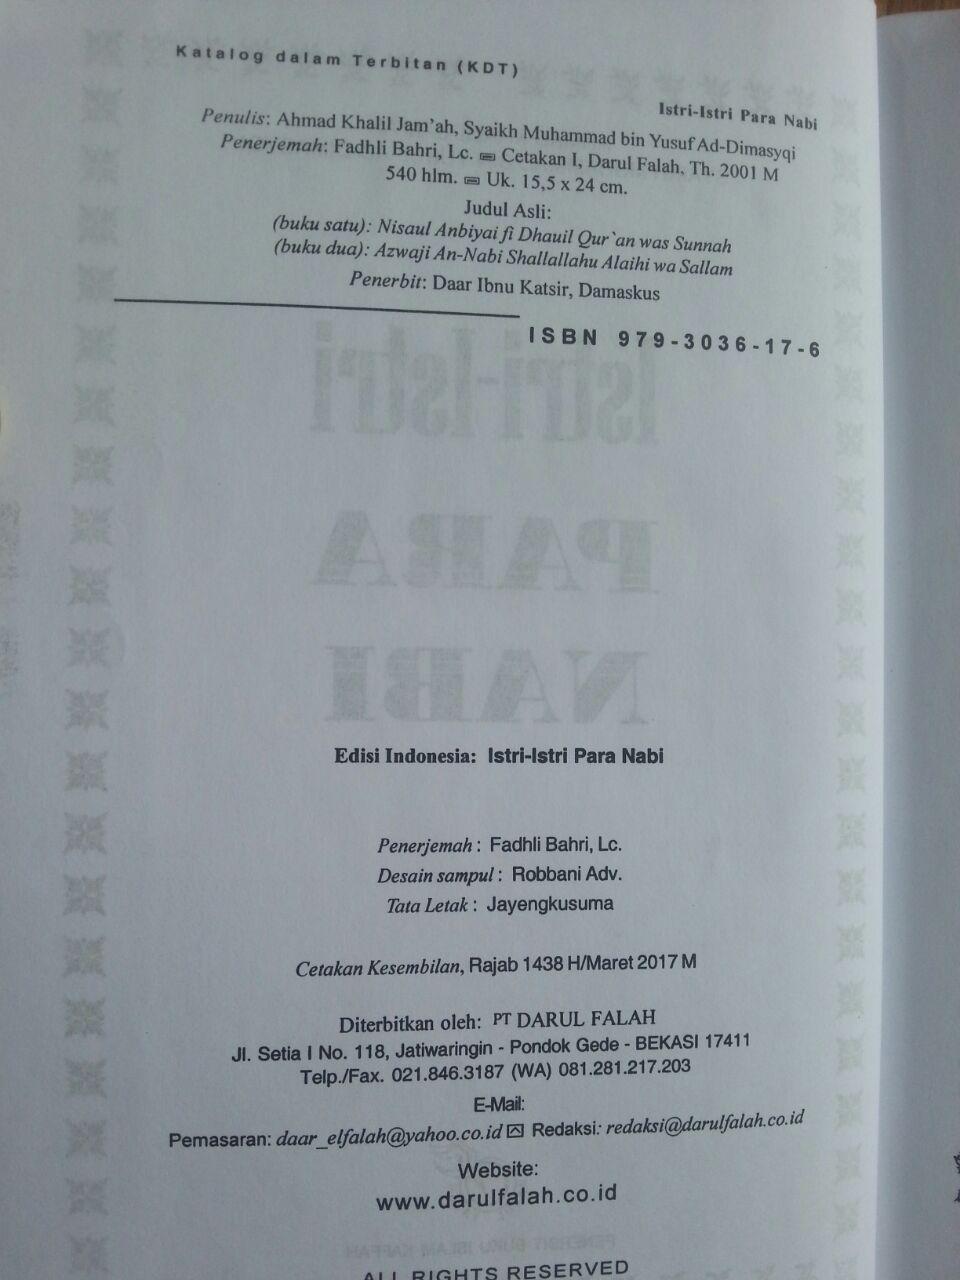 Katalog dalam Terbitan (KDT)
Istri-Istri Para Nabi
Penulis: Ahmad Khalil Jam'ah, Syaikh Muhammad bin Yusuf Ad-Dimasyqi
Penerjemah: Fadhli Bahri, Lc. Cetakan I, Darul Falah, Th. 2001 M
540 hlm. Uk. 15,5 x 24 cm.
Judul Asli:
(buku satu): Nisaul Anbiyai fi Dhauil Qur`an was Sunnah
(buku dua): Azwaji An-Nabi Shallallahu Alaihi wa Sallam
Penerbit: Daar Ibnu Katsir, Damaskus
ISBN 979-3036-17-6
Istri-Istri
PARA
NABI
Edisi Indonesia: Istri-Istri Para Nabi
Penerjemah : Fadhli Bahri, Lc.
Desain sampul : Robbani Adv.
Tata Letak : Jayengkusuma
Cetakan Kesembilan, Rajab 1438 H/Maret 2017 M
Diterbitkan oleh: PT DARUL FALAH
Jl. Setia I No. 118, Jatiwaringin - Pondok Gede - BEKASI 17411
Telp./Fax. 021.846.3187 (WA) 081.281.217.203
E-Mail:
Pemasaran: daar_elfalah@yahoo.co.id Redaksi: redaksi@darulfalah.co.id
Website:
www.darulfalah.co.id
PENERBIT BUKU ISLAM KAFFAH
ALL RIGHTS RESERVED